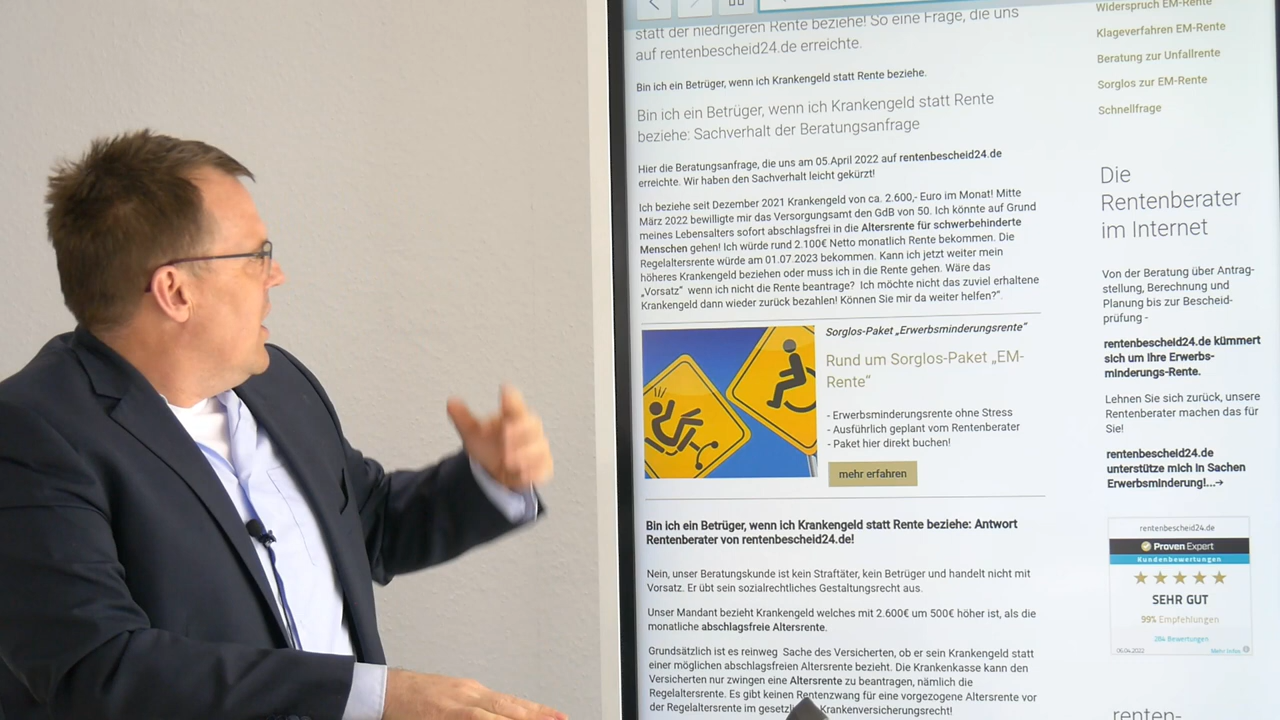 statt der niedrigeren Rente beziehe! So eine Frage, die uns
auf rentenbescheid24.de erreichte.
Bin ich ein Betrüger, wenn ich Krankengeld statt Rente beziehe.
Bin ich ein Betrüger, wenn ich Krankengeld statt Rente
beziehe: Sachverhalt der Beratungsanfrage
Hier die Beratungsanfrage, die uns am 05.April 2022 auf rentenbescheid24.de
erreichte. Wir haben den Sachverhalt leicht gekürzt!
Ich beziehe seit Dezember 2021 Krankengeld von ca. 2.600,- Euro im Monat! Mitte
März 2022 bewilligte mir das Versorgungsamt den GdB von 50. Ich könnte auf Grund
meines Lebensalters sofort abschlagsfrei in die Altersrente für schwerbehinderte
Menschen gehen! Ich würde rund 2.100€ Netto monatlich Rente bekommen. Die
Regelaltersrente würde am 01.07.2023 bekommen. Kann ich jetzt weiter mein
höheres Krankengeld beziehen oder muss ich in die Rente gehen. Wäre das
„Vorsatz“ wenn ich nicht die Rente beantrage? Ich möchte nicht das zuviel erhaltene
Krankengeld dann wieder zurück bezahlen! Können Sie mir da weiter helfen?“.
Sorglos-Paket „Erwerbsminderungsrente“
Rund um Sorglos-Paket „EM-
Rente“
- Erwerbsminderungsrente ohne Stress
- Ausführlich geplant vom Rentenberater
- Paket hier direkt buchen!
mehr erfahren
Bin ich ein Betrüger, wenn ich Krankengeld statt Rente beziehe: Antwort
Rentenberater von rentenbescheid24.de!
Nein, unser Beratungskunde ist kein Straftäter, kein Betrüger und handelt nicht mit
Vorsatz. Er übt sein sozialrechtliches Gestaltungsrecht aus.
Unser Mandant bezieht Krankengeld welches mit 2.600€ um 500€ höher ist, als die
monatliche abschlagsfreie Altersrente.
Grundsätzlich ist es reinweg Sache des Versicherten, ob er sein Krankengeld statt
einer möglichen abschlagsfreien Altersrente bezieht. Die Krankenkasse kann den
Versicherten nur zwingen eine Altersrente zu beantragen, nämlich die
Regelaltersrente. Es gibt keinen Rentenzwang für eine vorgezogene Altersrente vor
der Regelaltersrente im Krankenversicherungsrecht!
Widerspruch EM-Rente
Klageverfahren EM-Rente
Beratung zur Unfallrente
Sorglos zur EM-Rente
Schnellfrage
Die
Rentenberater
im Internet
Von der Beratung über Antrag-
stellung, Berechnung und
Planung bis zur Bescheid-
prüfung -
rentenbescheid24.de kümmert
sich um Ihre Erwerbs-
minderungs-Rente.
Lehnen Sie sich zurück, unsere
Rentenberater machen das für
Sie!
rentenbescheid24.de
unterstütze mich in Sachen
Erwerbsminderung!...→
rentenbescheid24.de
Proven Expert
Kundenbewertungen
SEHR GUT
99% Empfehlungen
284 Bewertungen
06.04.2022 Mehr Infos
renten-